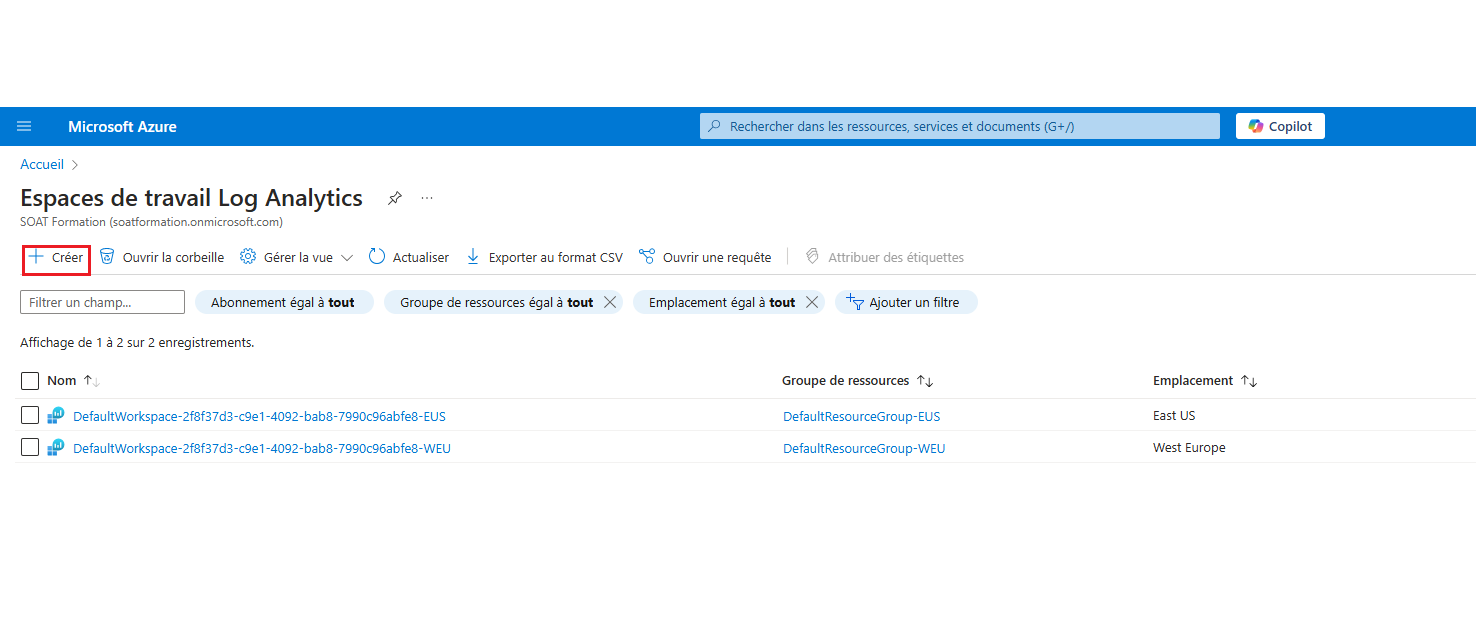 Microsoft Azure
Rechercher dans les ressources, services et documents (G+/)
Copilot
Accueil
Espaces de travail Log Analytics
SOAT Formation (soatformation.onmicrosoft.com)
Créer Ouvrir la corbeille Gérer la vue Actualiser Exporter au format CSV Ouvrir une requête Attribuer des étiquettes
Filtrer un champ... Abonnement égal à tout Groupe de ressources égal à tout Emplacement égal à tout Ajouter un filtre
Affichage de 1 à 2 sur 2 enregistrements.
Nom Groupe de ressources Emplacement
DefaultWorkspace-2f8f37d3-c9e1-4092-bab8-7990c96abfe8-EUS DefaultResourceGroup-EUS East US
DefaultWorkspace-2f8f37d3-c9e1-4092-bab8-7990c96abfe8-WEU DefaultResourceGroup-WEU West Europe